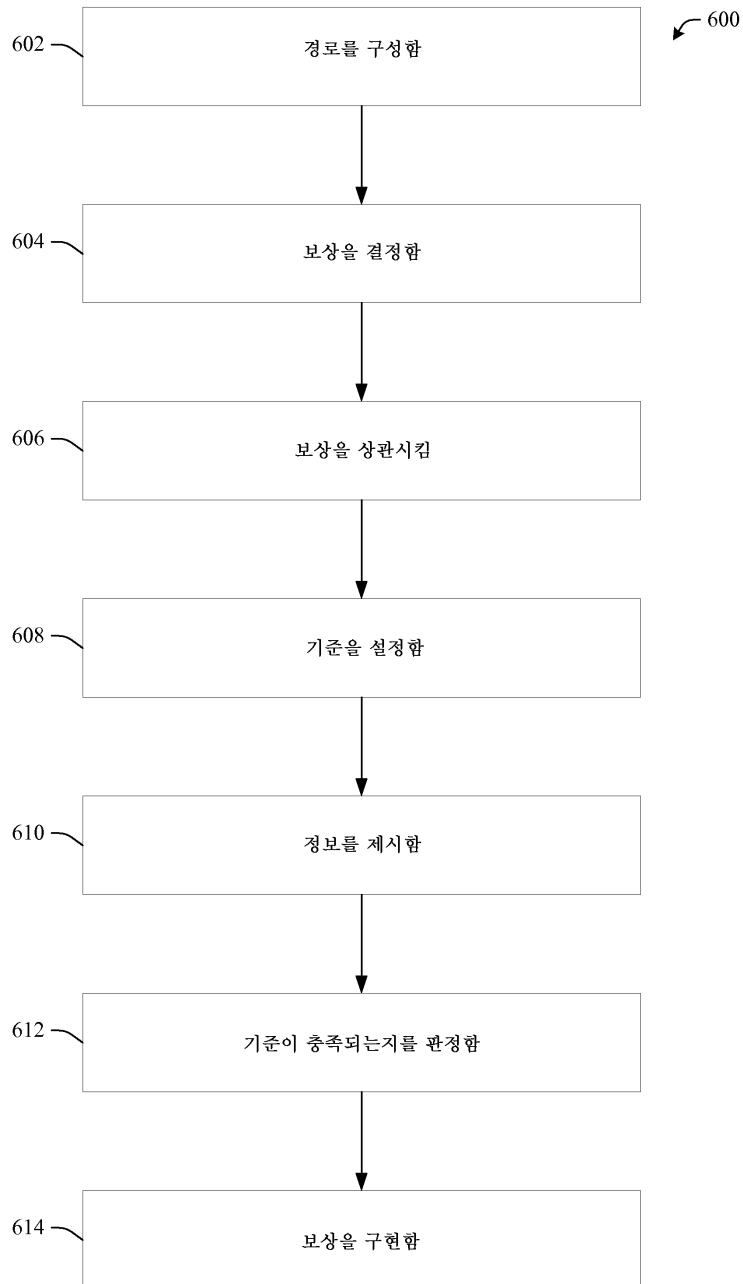 600
602
경로를 구성함
604
보상을 결정함
606
보상을 상관시킴
608
기준을 설정함
610
정보를 제시함
612
기준이 충족되는지를 판정함
614
보상을 구현함